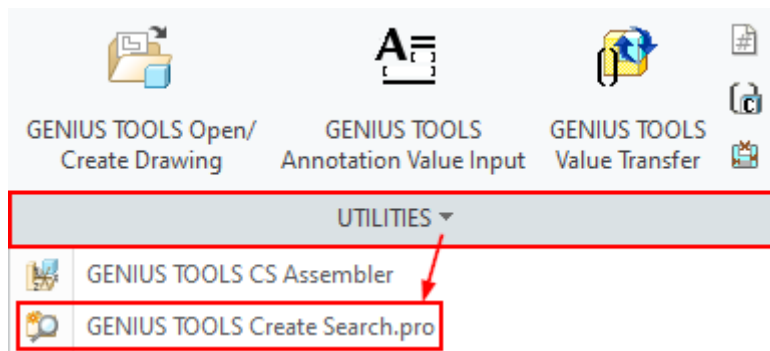 GENIUS TOOLS Open/
Create Drawing
GENIUS TOOLS
Annotation Value Input
GENIUS TOOLS
Value Transfer
UTILITIES
GENIUS TOOLS CS Assembler
GENIUS TOOLS Create Search.pro